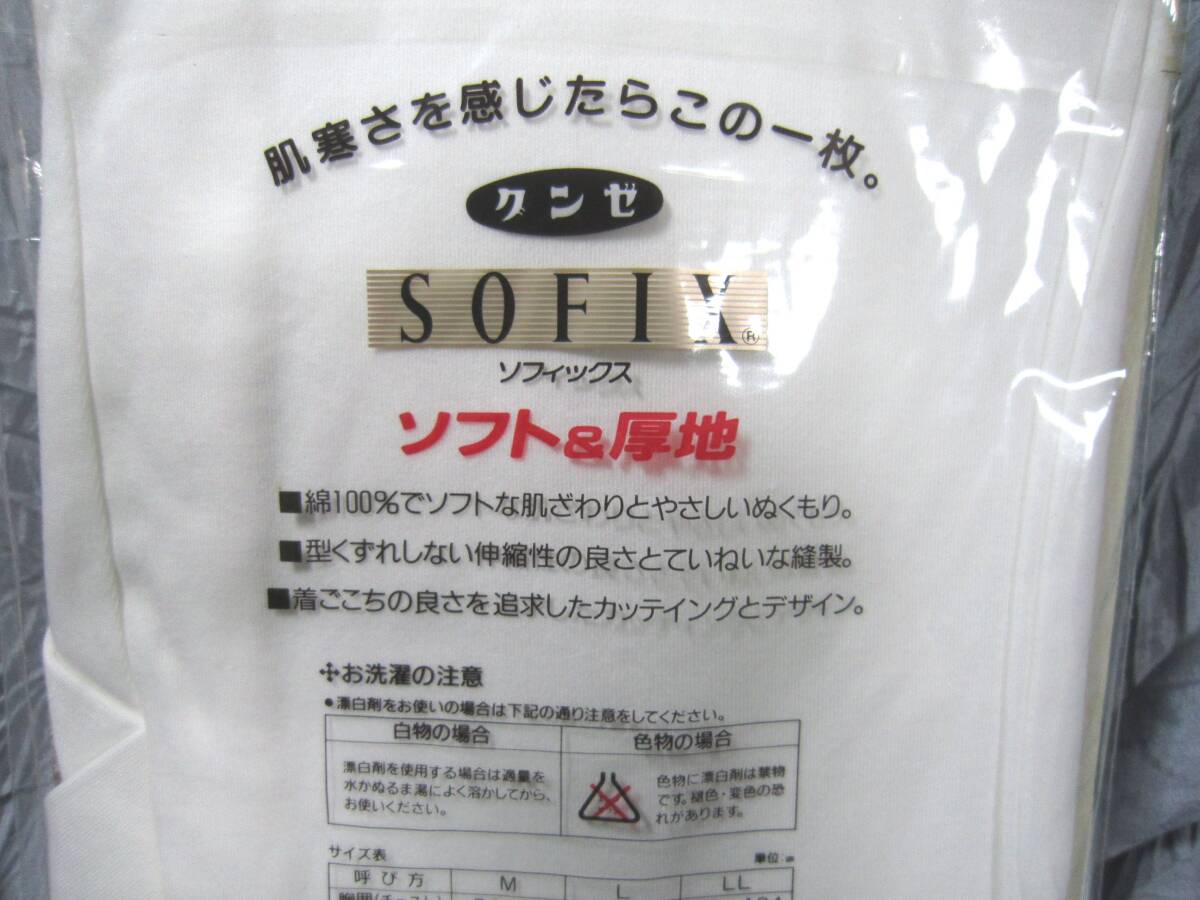 肌寒さを感じたらこの一枚。
グンゼ
SOFIX®
ソフィックス
ソフト&厚地
■綿100%でソフトな肌ざわりとやさしいぬくもり。
■型くずれしない伸縮性の良さとていねいな縫製。
■着ごこちの良さを追求したカッテイングとデザイン。
お洗濯の注意
●漂白剤をお使いの場合は下記の通り注意をしてください。
白物の場合
漂白剤を使用する場合は適量を
水かぬるま湯によく溶かしてから、
お使いください。
色物の場合
色物に漂白剤は禁物
です。褪色・変色の恐
れがあります。
サイズ表 単位:㎝
呼び方 M L LL
胸囲(チェスト)